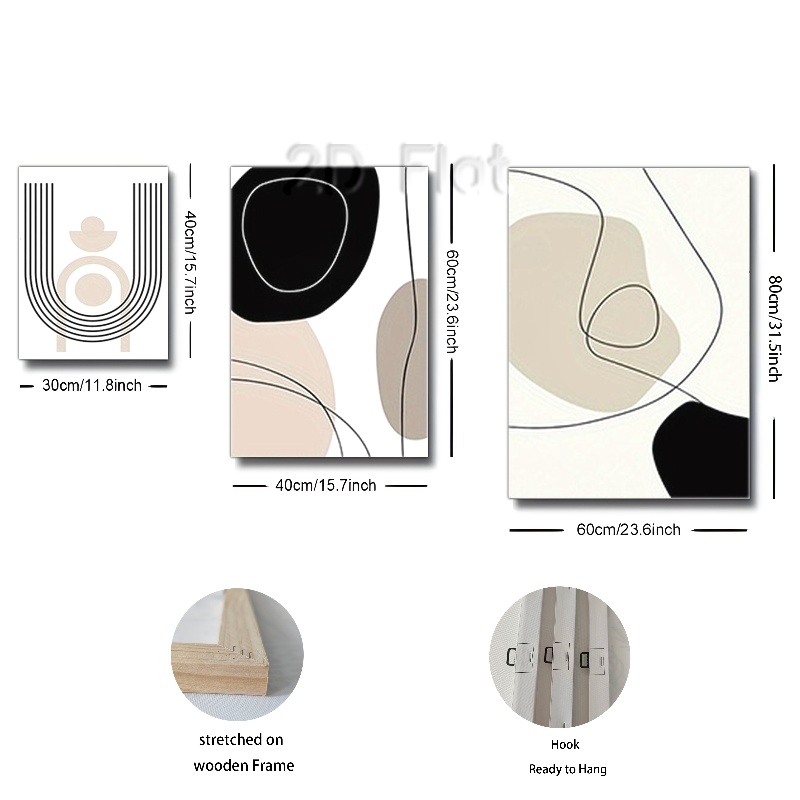 2D Flat
40cm/15.7inch
30cm/11.8inch
60cm/23.6inch
40cm/15.7inch
80cm/31.5inch
60cm/23.6inch
stretched on
wooden Frame
Hook
Ready to Hang